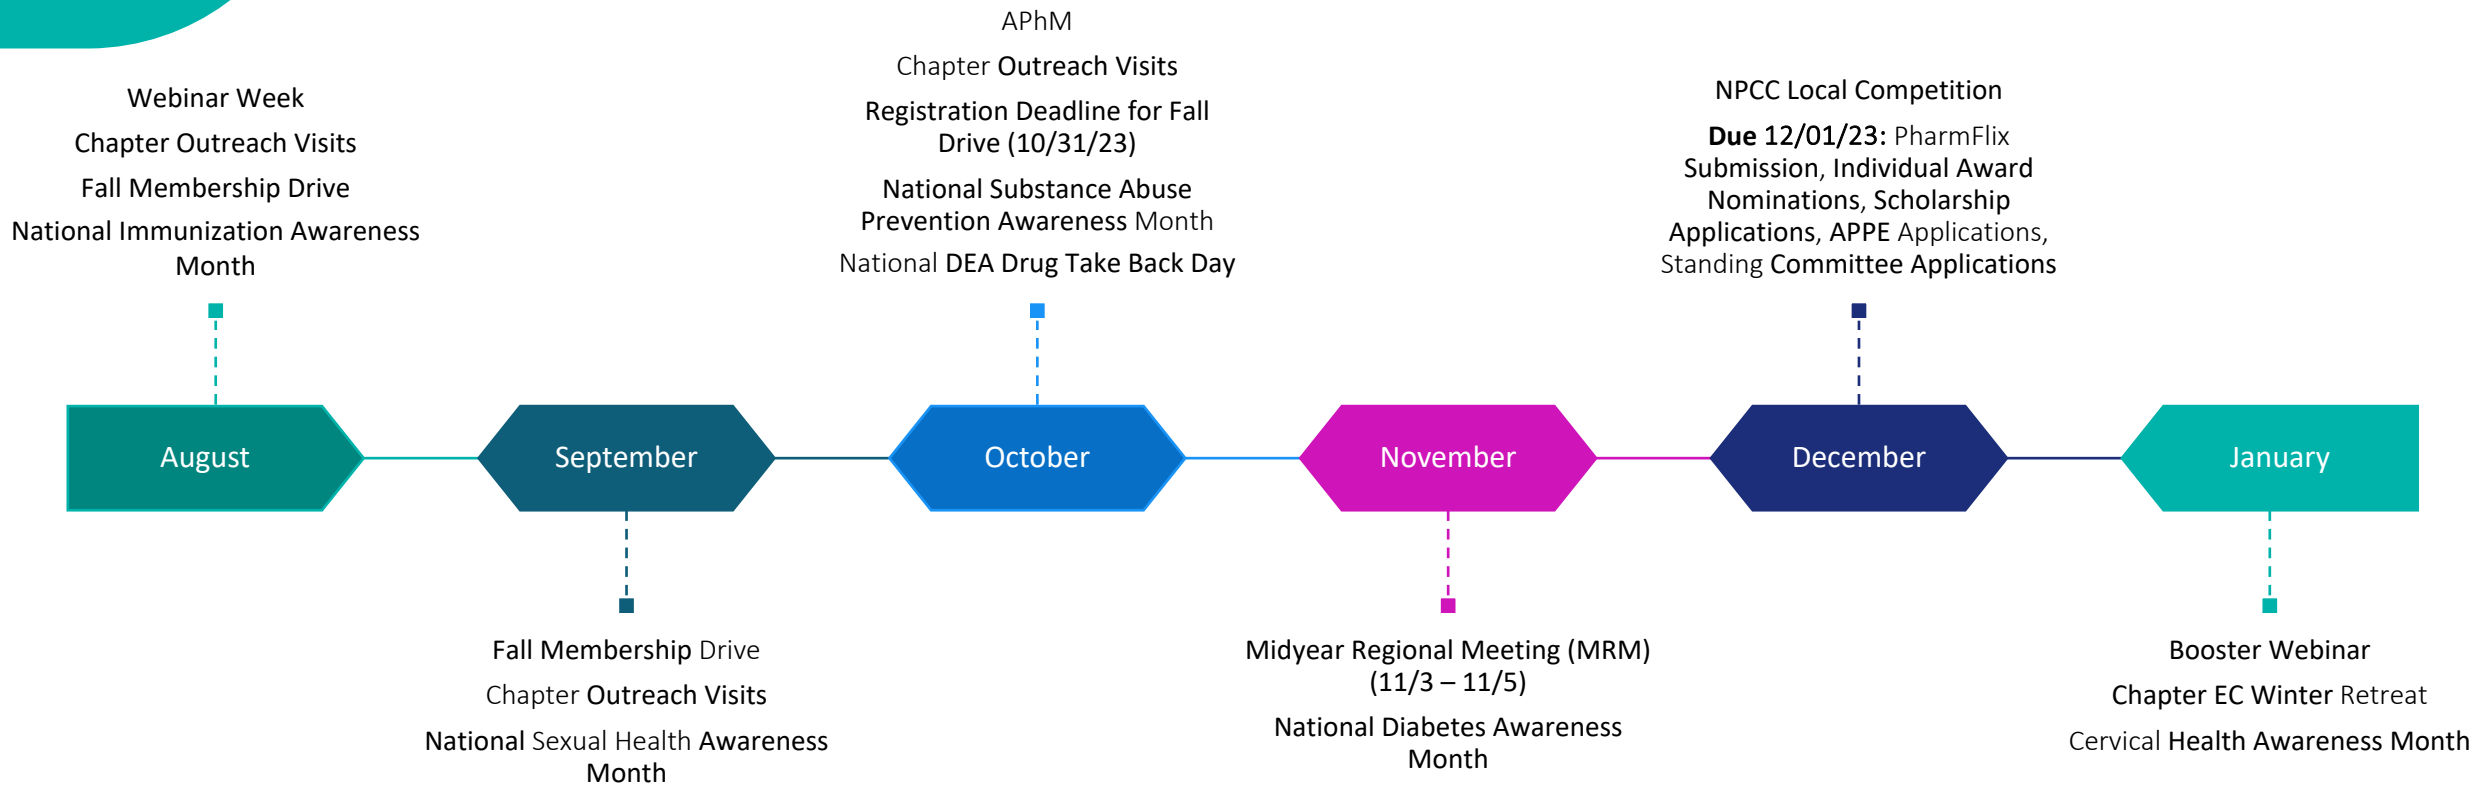 Webinar Week
Chapter Outreach Visits
Fall Membership Drive
National Immunization Awareness
Month
APhM
Chapter Outreach Visits
Registration Deadline for Fall
Drive (10/31/23)
National Substance Abuse
Prevention Awareness Month
National DEA Drug Take Back Day
NPCC Local Competition
Due 12/01/23: PharmFlix
Submission, Individual Award
Nominations, Scholarship
Applications, APPE Applications,
Standing Committee Applications
August
September
October
November
December
January
Fall Membership Drive
Chapter Outreach Visits
National Sexual Health Awareness
Month
Midyear Regional Meeting (MRM)
(11/3 – 11/5)
National Diabetes Awareness
Month
Booster Webinar
Chapter EC Winter Retreat
Cervical Health Awareness Month